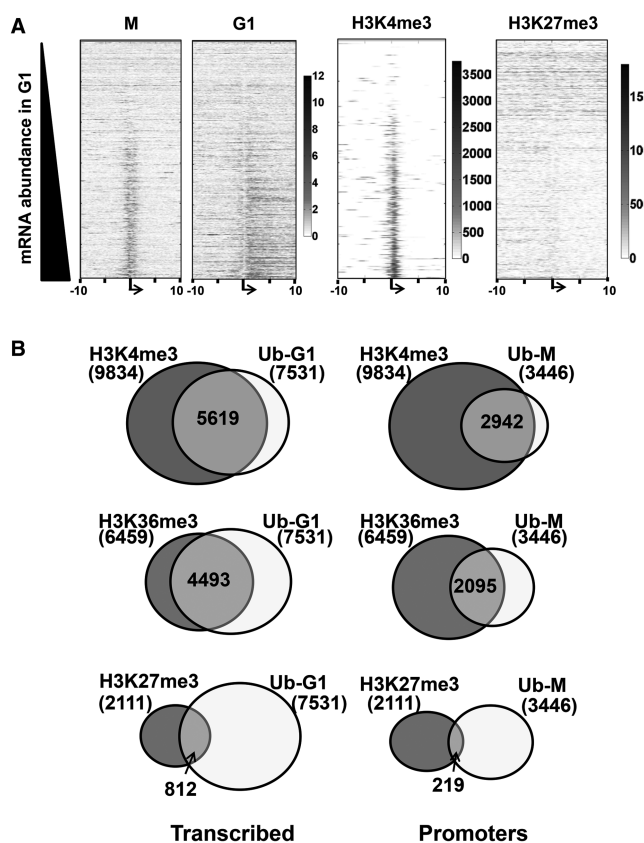 A
M
G1
H3K4me3
H3K27me3
mRNA abundance in G1
12
10
8
6
4
2
0
3500
3000
2500
2000
1500
1000
500
0
15
10
50
0
-10
10
-10
10
-10
10
-10
10
B
H3K4me3
(9834)
Ub-G1
(7531)
5619
H3K4me3
(9834)
Ub-M
(3446)
2942
H3K36me3
(6459)
Ub-G1
(7531)
4493
H3K36me3
(6459)
Ub-M
(3446)
2095
H3K27me3
(2111)
Ub-G1
(7531)
812
H3K27me3
(2111)
Ub-M
(3446)
219
Transcribed
Promoters